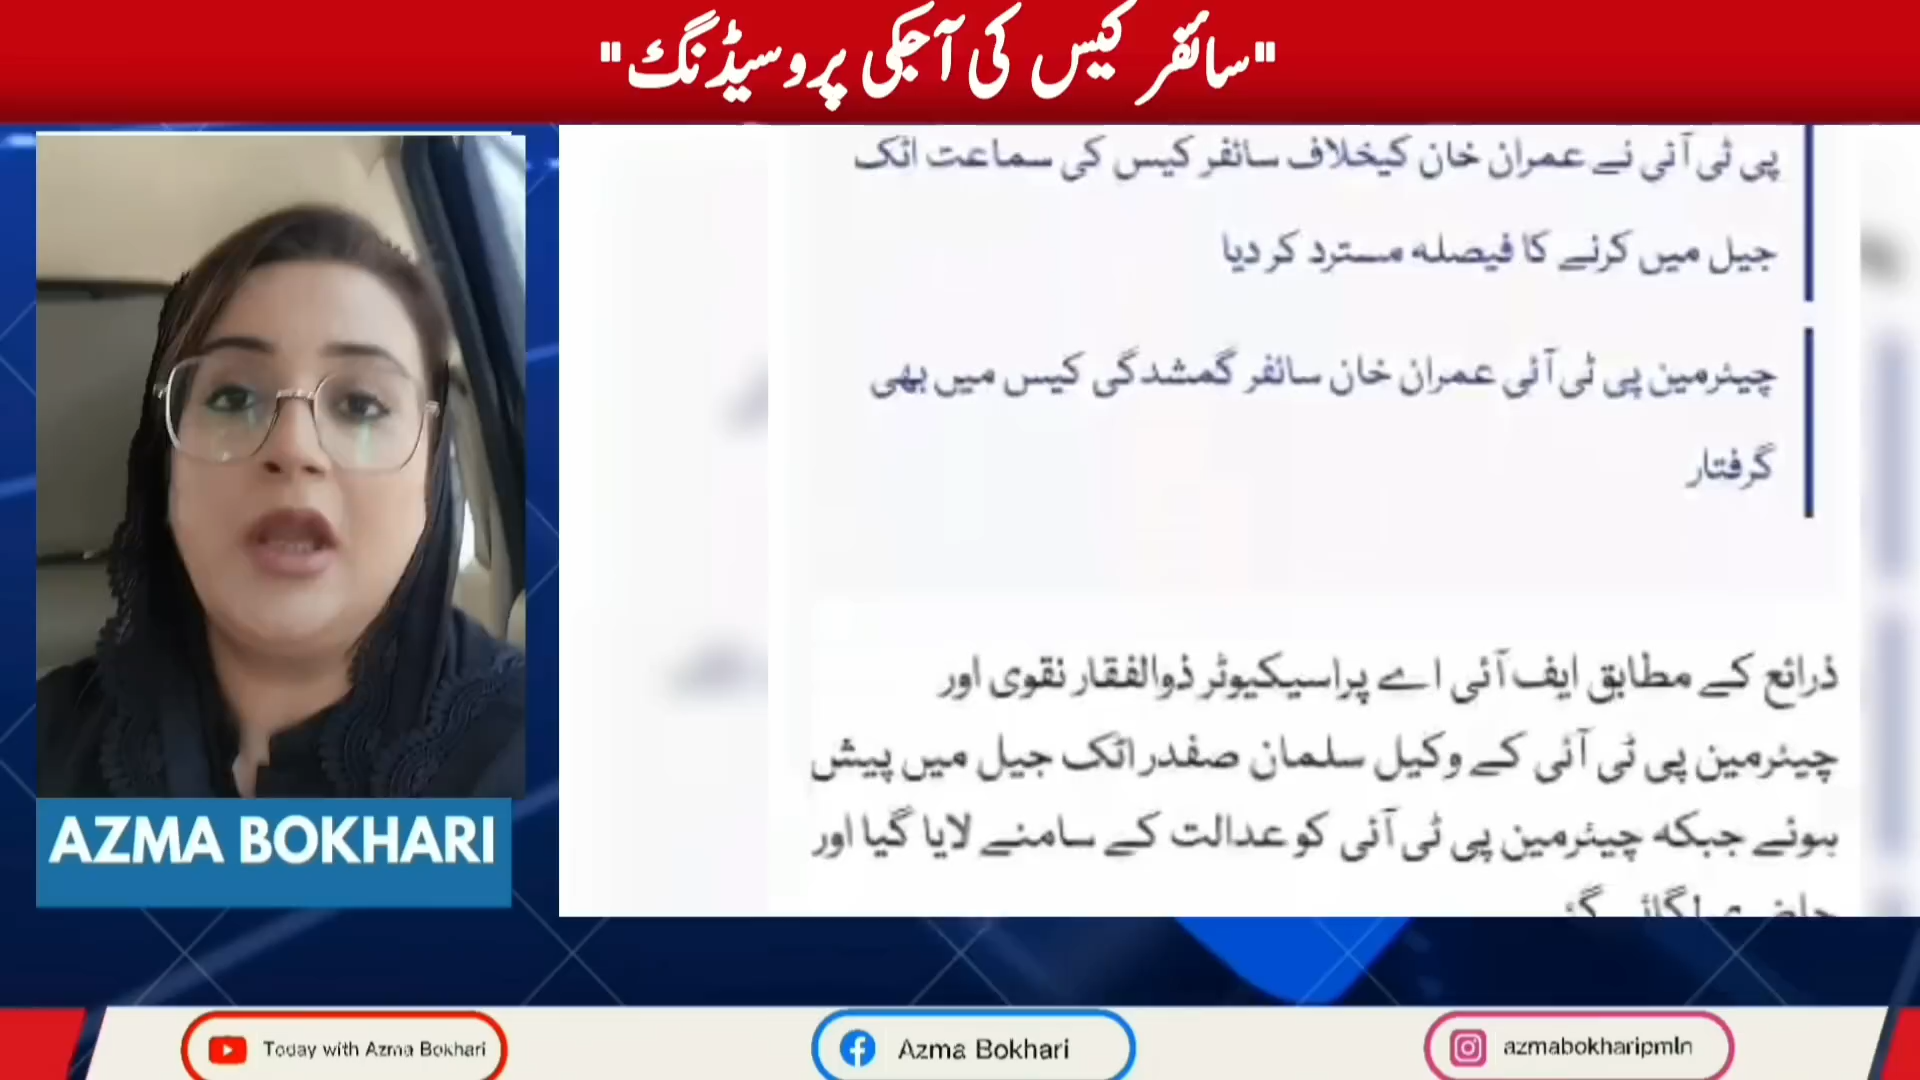 "سائفر کیس کی آجکی پروسیڈنگ"
پی ٹی آئی نے عمران خان کیخلاف سائفر کیس کی سماعت اٹک
جیل میں کرنے کا فیصلہ مسترد کر دیا
چیئرمین پی ٹی آئی عمران خان سائفر گمشدگی کیس میں بھی
گرفتار
ذرائع کے مطابق ایف آئی اے پراسیکیوٹر ذوالفقار نقوی اور
چیئرمین پی ٹی آئی کے وکیل سلمان صفدر اٹک جیل میں پیش
ہوئے جبکہ چیئرمین پی ٹی آئی کو عدالت کے سامنے لایا گیا اور
AZMA BOKHARI
Today with Azma Bokhari
Azma Bokhari
azmabokharipmln